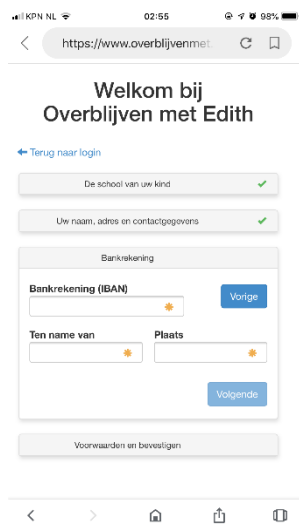 KPN NL 02:55 98%
https://www.overblijvenmet.
Welkom bij
Overblijven met Edith
Terug naar login
De school van uw kind
Uw naam, adres en contactgegevens
Bankrekening
Bankrekening (IBAN)
Vorige
Ten name van Plaats
Volgende
Voorwaarden en bevestigen